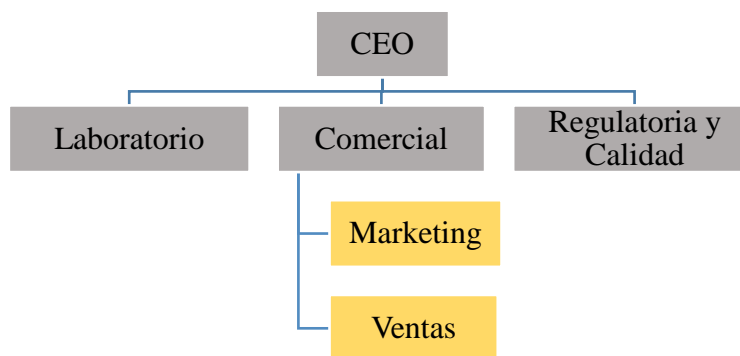 CEO
Laboratorio
Comercial
Regulatoria y
Calidad
Marketing
Ventas